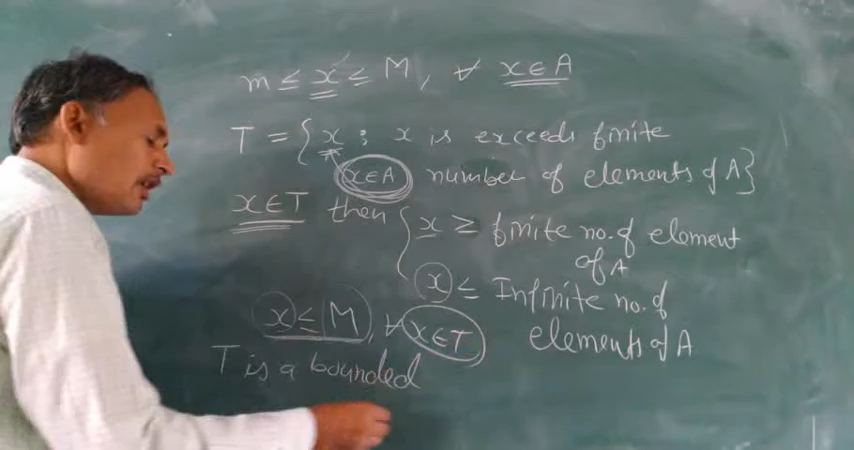 m ≤ x ≤ M, ∀ x∈A
T = {x ; x is exceeds finite
x∈A number of elements of A}
x∈T then { x ≥ finite no. of element
of A
x ≤ Infinite no. of
elements of A
x ≤ M, ∀ x∈T
T is a bounded